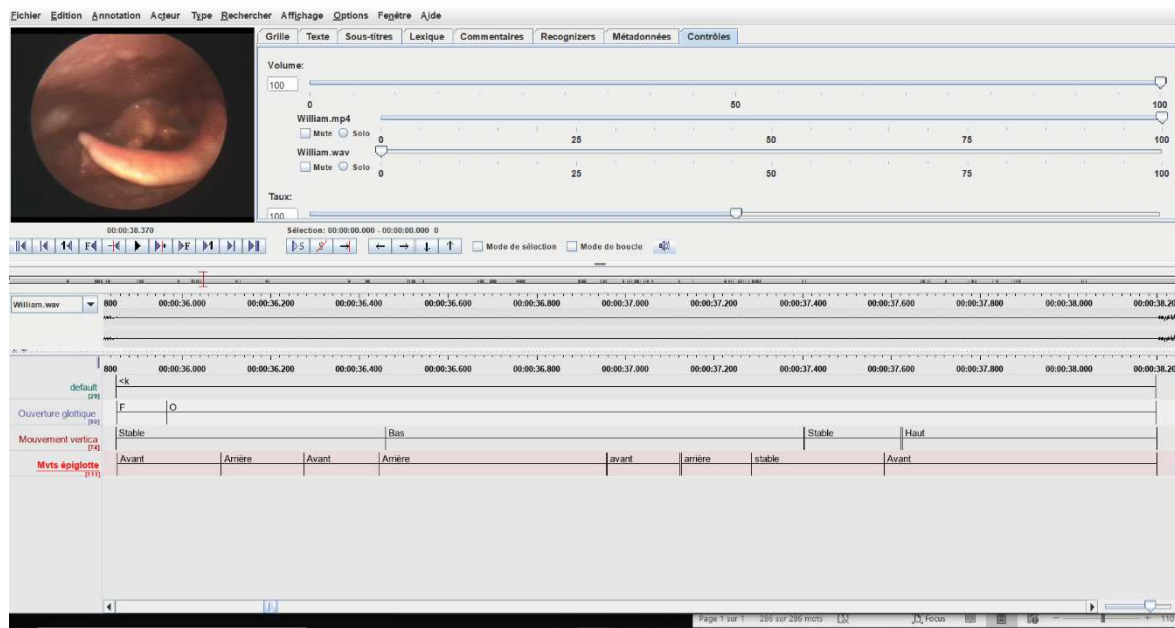 Fichier Edition Annotation Acteur Type Rechercher Affichage Options Fenêtre Aide
Grille Texte Sous-titres Lexique Commentaires Recognizers Métadonnées Contrôles
Volume:
100
0 50 100
William.mp4
Mute Solo 0 25 50 75 100
William.wav
Mute Solo 0 25 50 75 100
Taux:
100
00:00:38.370 Sélection: 00:00:00.000 - 00:00:00.000 0
Mode de sélection Mode de boucle
William.wav 800 00:00:36.000 00:00:36.200 00:00:36.400 00:00:36.600 00:00:36.800 00:00:37.000 00:00:37.200 00:00:37.400 00:00:37.600 00:00:37.800 00:00:38.000 00:00:38.20
800 00:00:36.000 00:00:36.200 00:00:36.400 00:00:36.600 00:00:36.800 00:00:37.000 00:00:37.200 00:00:37.400 00:00:37.600 00:00:37.800 00:00:38.000 00:00:38.20
default <k
[29]
Ouverture glottique F O
Mouvement vertica Stable Bas Stable Haut
[74]
Mvts épiglotte Avant Arrière Avant Arrière avant arrière stable Avant
[111]
Page 1 sur 1 286 sur 286 mots Focus